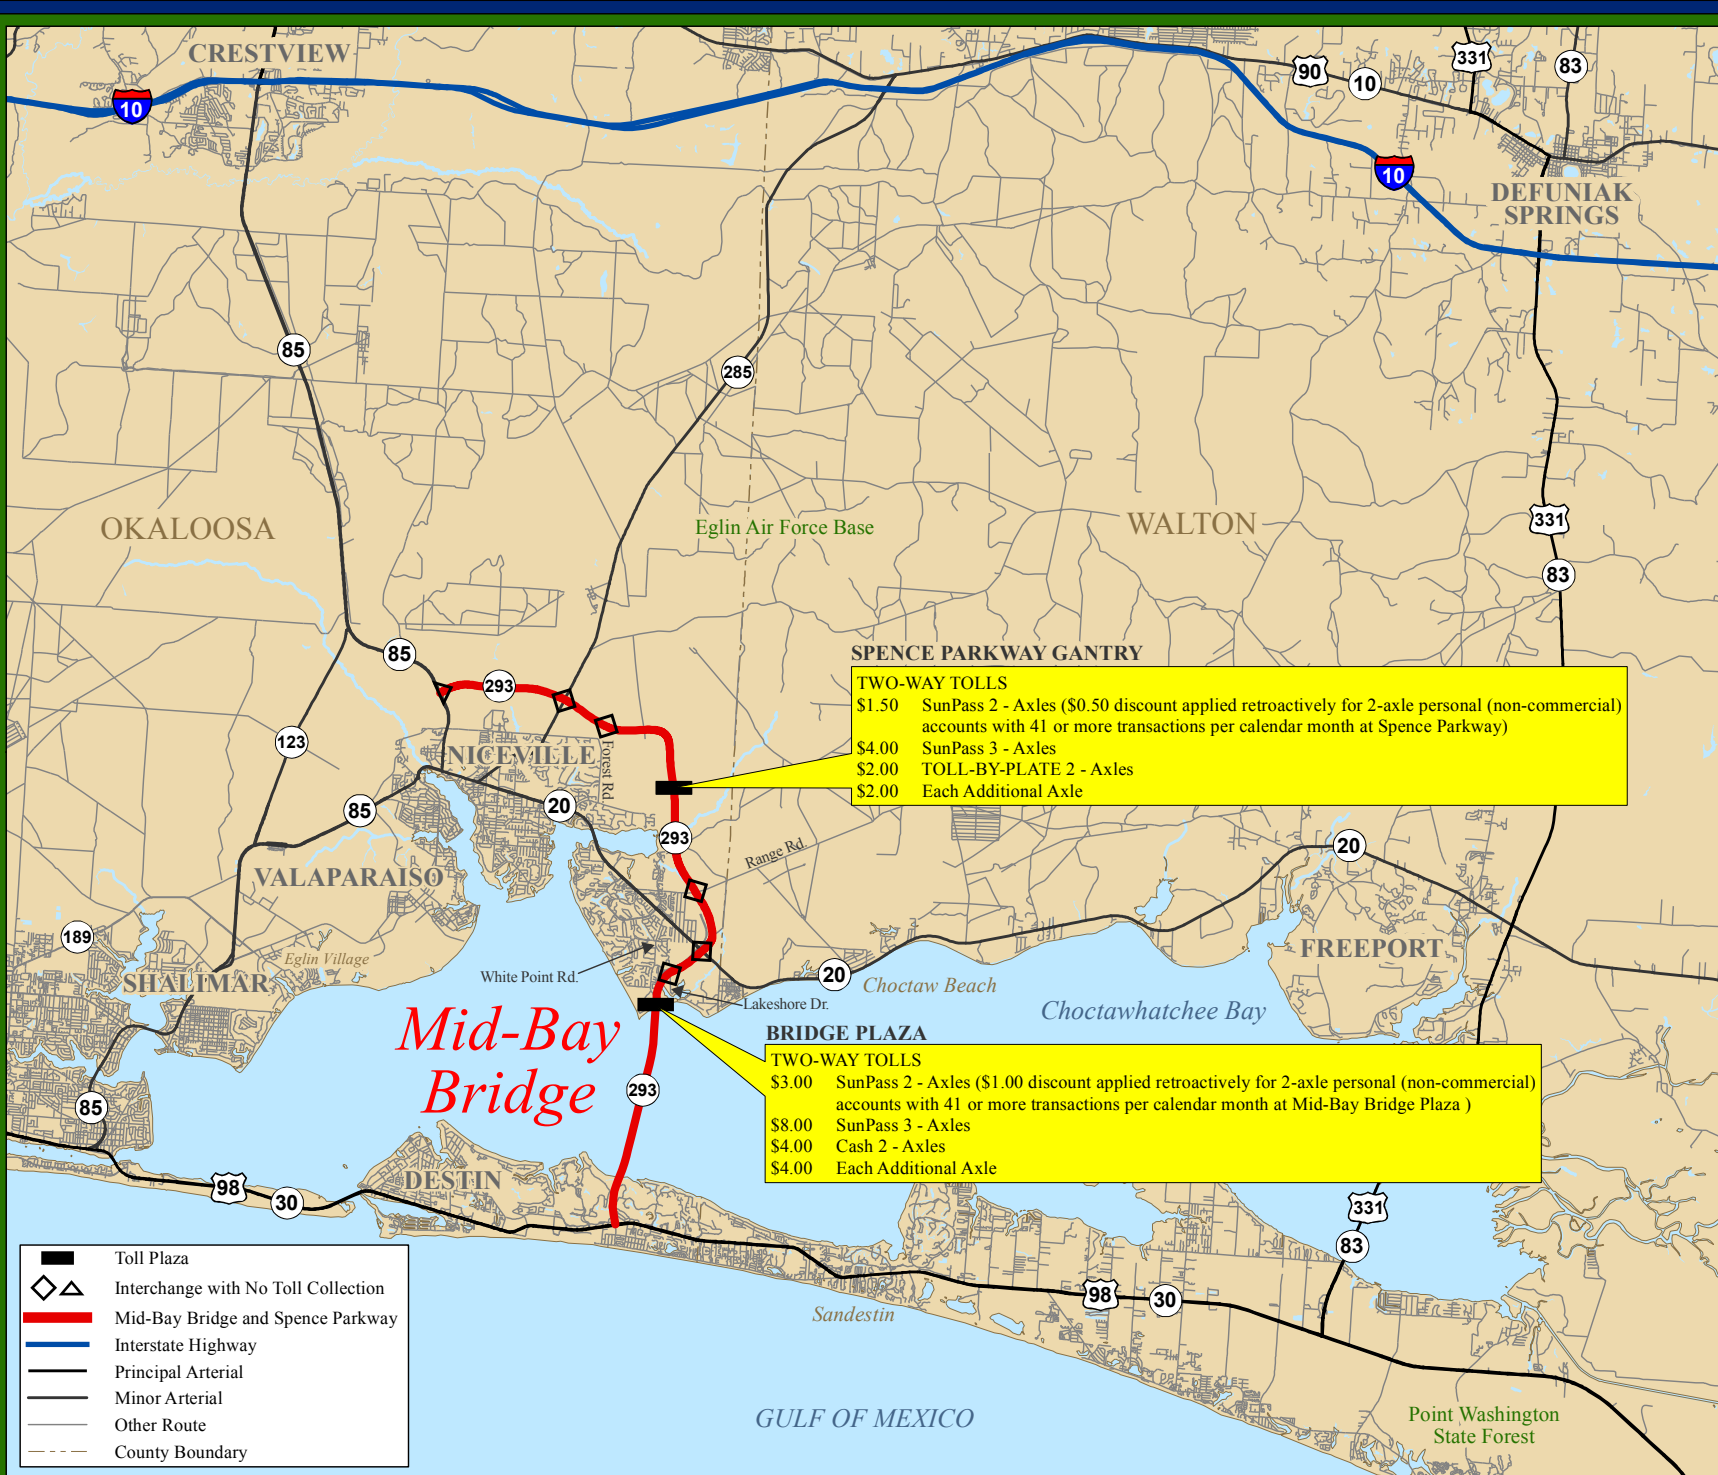 CRESTVIEW
10
90
10
331
83
10
DEFUNIAK
SPRINGS
85
285
OKALOOSA
Eglin Air Force Base
WALTON
331
83
85
293
SPENCE PARKWAY GANTRY
TWO-WAY TOLLS
$1.50 SunPass 2 - Axles ($0.50 discount applied retroactively for 2-axle personal (non-commercial)
accounts with 41 or more transactions per calendar month at Spence Parkway)
$4.00 SunPass 3 - Axles
$2.00 TOLL-BY-PLATE 2 - Axles
$2.00 Each Additional Axle
123
NICEVILLE
Forest Rd.
85
20
293
Range Rd.
20
VALAPARAISO
189
Eglin Village
SHALIMAR
White Point Rd.
20
Choctaw Beach
FREEPORT
Lakeshore Dr.
Choctawhatchee Bay
Mid-Bay
Bridge
BRIDGE PLAZA
TWO-WAY TOLLS
$3.00 SunPass 2 - Axles ($1.00 discount applied retroactively for 2-axle personal (non-commercial)
accounts with 41 or more transactions per calendar month at Mid-Bay Bridge Plaza )
$8.00 SunPass 3 - Axles
$4.00 Cash 2 - Axles
$4.00 Each Additional Axle
293
85
DESTIN
98
30
331
83
98
30
Sandestin
Toll Plaza
Interchange with No Toll Collection
Mid-Bay Bridge and Spence Parkway
Interstate Highway
Principal Arterial
Minor Arterial
Other Route
County Boundary
GULF OF MEXICO
Point Washington
State Forest